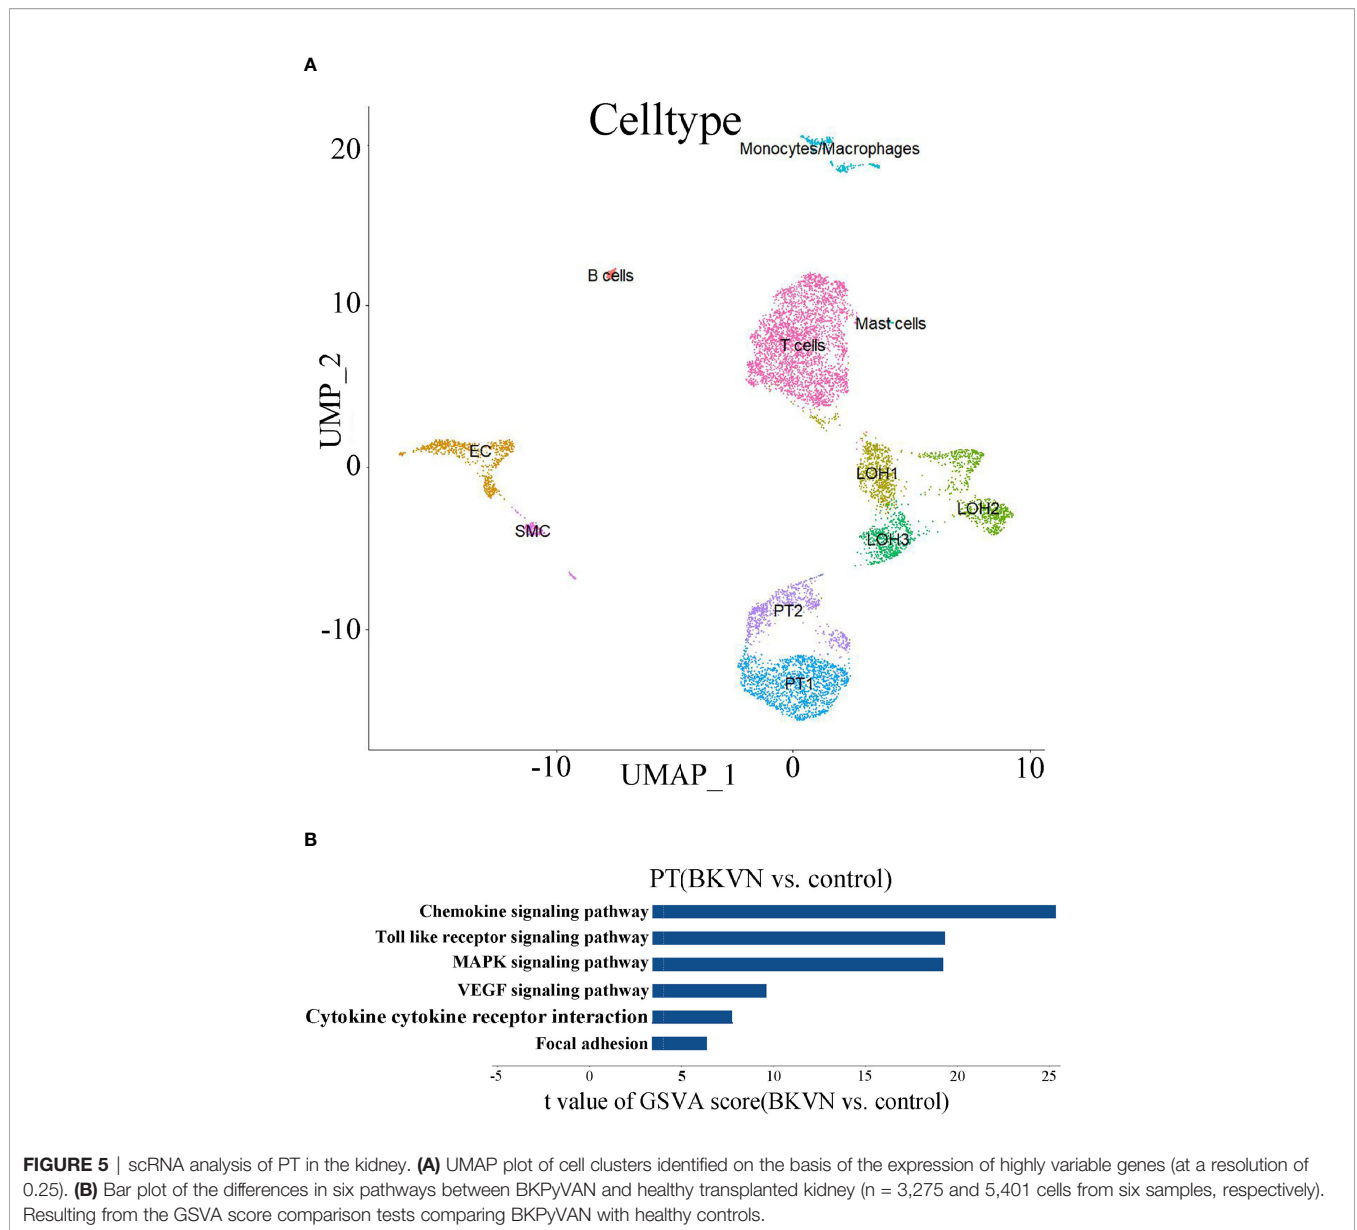 A
Celltype
20
10
0
-10
UMP_2
Monocytes/Macrophages
B cells
Mast cells
T cells
EC
LOH1
LOH2
SMC
LOH3
PT2
PT1
-10
0
10
UMAP_1
B
PT(BKVN vs. control)
Chemokine signaling pathway
Toll like receptor signaling pathway
MAPK signaling pathway
VEGF signaling pathway
Cytokine cytokine receptor interaction
Focal adhesion
-5 0 5 10 15 20 25
t value of GSVA score(BKVN vs. control)
FIGURE 5 | scRNA analysis of PT in the kidney. (A) UMAP plot of cell clusters identified on the basis of the expression of highly variable genes (at a resolution of
0.25). (B) Bar plot of the differences in six pathways between BKPyVAN and healthy transplanted kidney (n = 3,275 and 5,401 cells from six samples, respectively).
Resulting from the GSVA score comparison tests comparing BKPyVAN with healthy controls.